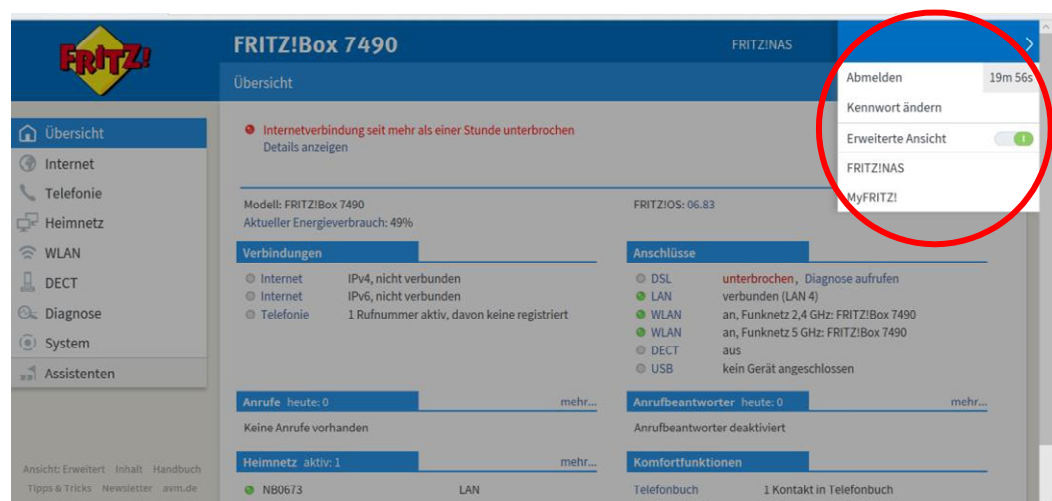 FRITZ!
FRITZ!Box 7490
FRITZ!NAS
Übersicht
Abmelden 19m 56s
Kennwort ändern
Erweiterte Ansicht
FRITZ!NAS
MyFRITZ!
Übersicht
Internet
Telefonie
Heimnetz
WLAN
DECT
Diagnose
System
Assistenten
Ansicht: Erweitert Inhalt Handbuch
Tipps & Tricks Newsletter avm.de
Internetverbindung seit mehr als einer Stunde unterbrochen
Details anzeigen
Modell: FRITZ!Box 7490
Aktueller Energieverbrauch: 49%
FRITZ!OS: 06.83
Verbindungen
Internet IPv4, nicht verbunden
Internet IPv6, nicht verbunden
Telefonie 1 Rufnummer aktiv, davon keine registriert
Anschlüsse
DSL unterbrochen, Diagnose aufrufen
LAN verbunden (LAN 4)
WLAN an, Funknetz 2,4 GHz: FRITZ!Box 7490
WLAN an, Funknetz 5 GHz: FRITZ!Box 7490
DECT aus
USB kein Gerät angeschlossen
Anrufe heute: 0 mehr...
Keine Anrufe vorhanden
Anrufbeantworter heute: 0 mehr...
Anrufbeantworter deaktiviert
Heimnetz aktiv: 1 mehr...
NB0673 LAN
Komfortfunktionen
Telefonbuch 1 Kontakt in Telefonbuch